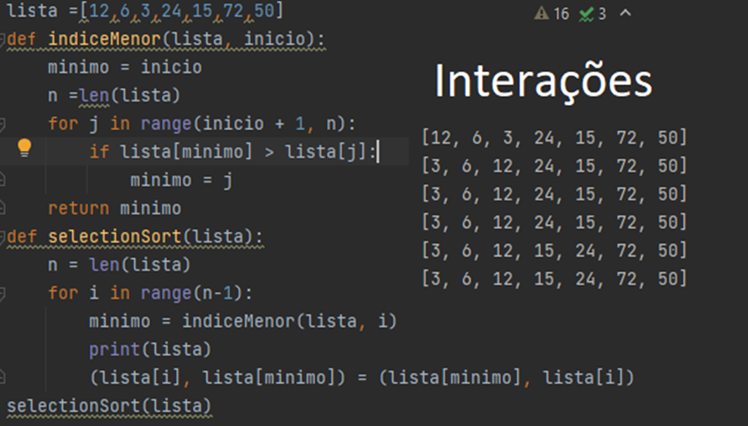 lista =[12,6,3,24,15,72,50]
def indiceMenor(lista, inicio):
    minimo = inicio
    n =len(lista)
    for j in range(inicio + 1, n):
        if lista[minimo] > lista[j]:
            minimo = j
    return minimo
def selectionSort(lista):
    n = len(lista)
    for i in range(n-1):
        minimo = indiceMenor(lista, i)
        print(lista)
        (lista[i], lista[minimo]) = (lista[minimo], lista[i])
selectionSort(lista)
16 3
Interações
[12, 6, 3, 24, 15, 72, 50]
[3, 6, 12, 24, 15, 72, 50]
[3, 6, 12, 24, 15, 72, 50]
[3, 6, 12, 24, 15, 72, 50]
[3, 6, 12, 15, 24, 72, 50]
[3, 6, 12, 15, 24, 72, 50]